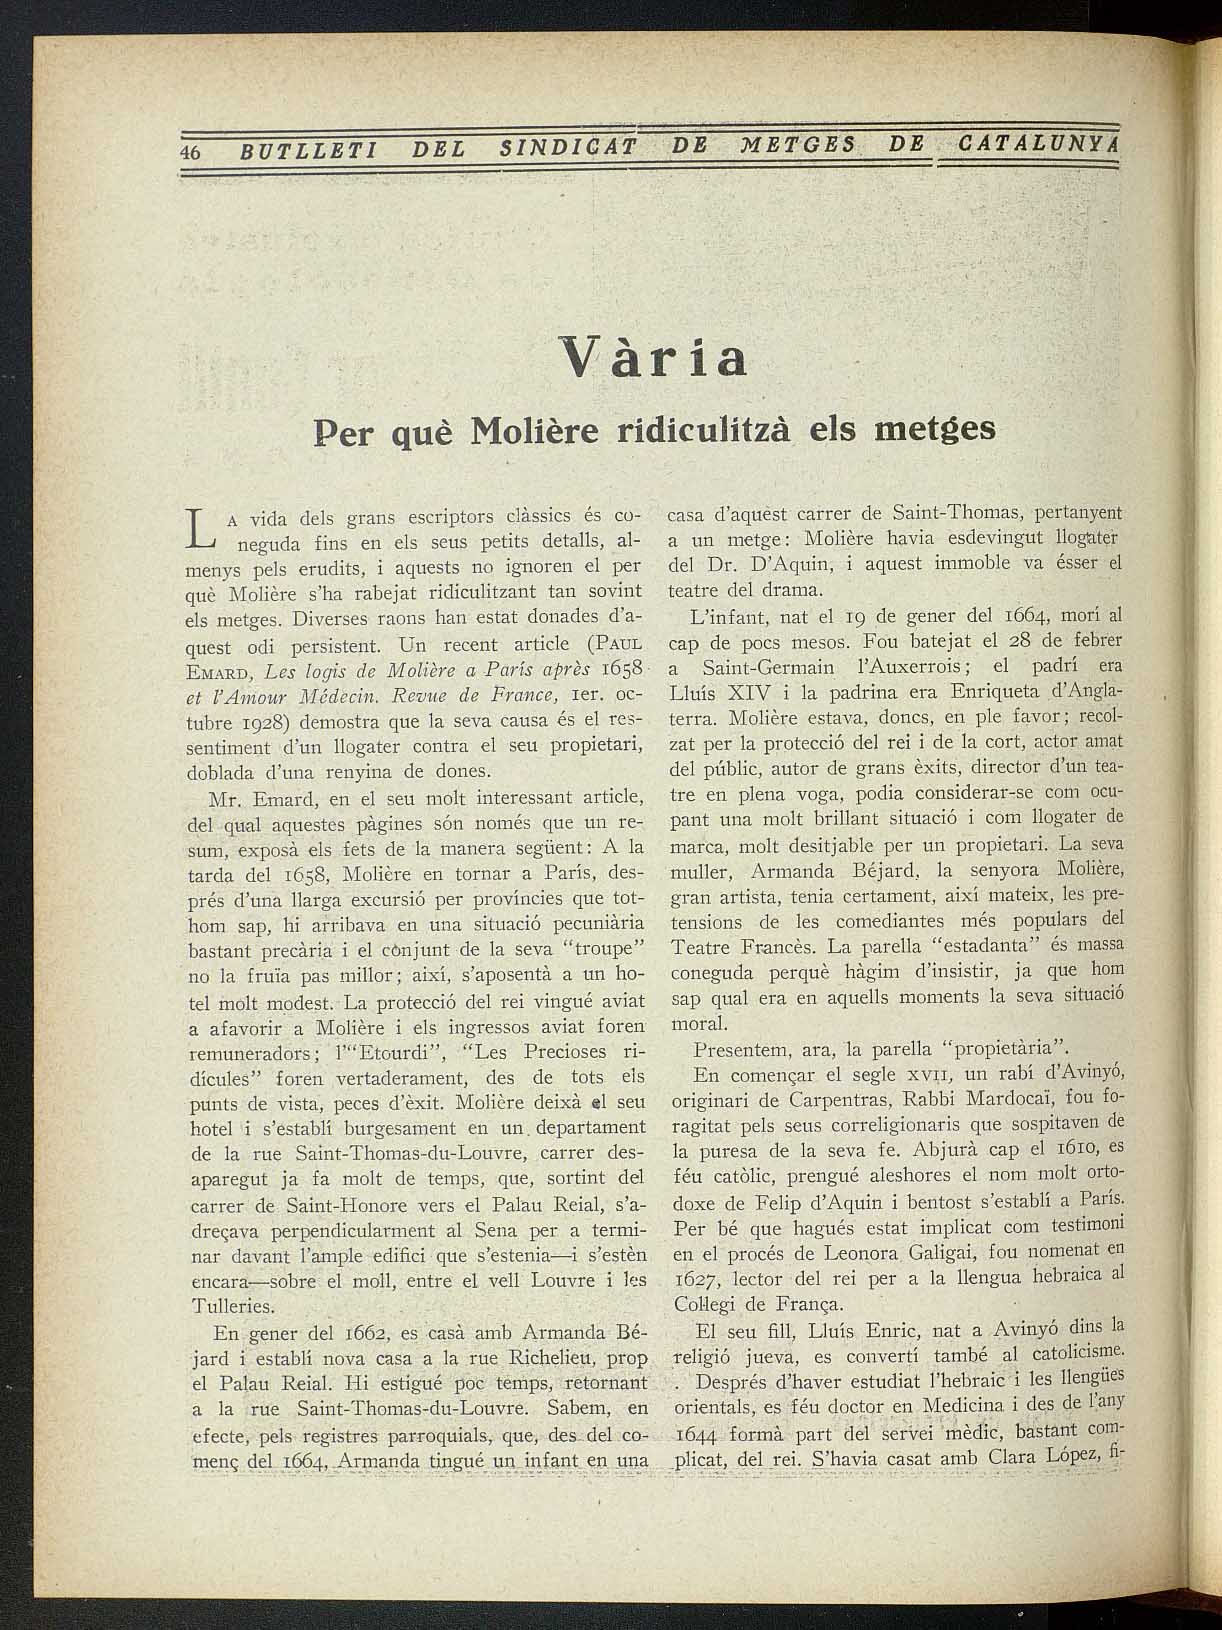 46 BUTLLETI DEL SINDICAT DE METGES DE CATALUNYA
Vària
Per què Molière ridiculitzà els metges
LA vida dels grans escriptors clàssics és co-
neguda fins en els seus petits detalls, al-
menys pels erudits, i aquests no ignoren el per
què Molière s'ha rabejat ridiculitzant tan sovint
els metges. Diverses raons han estat donades d'a-
quest odi persistent. Un recent article (PAUL
EMARD, Les logis de Molière a París après 1658
et l'Amour Médecin. Revue de France, 1er. oc-
tubre 1928) demostra que la seva causa és el res-
sentiment d'un llogater contra el seu propietari,
doblada d'una renyina de dones.
Mr. Emard, en el seu molt interessant article,
del qual aquestes pàgines són només que un re-
sum, exposà els fets de la manera següent: A la
tarda del 1658, Molière en tornar a París, des-
prés d'una llarga excursió per províncies que tot-
hom sap, hi arribava en una situació pecuniària
bastant precària i el cònjunt de la seva "troupe"
no la fruïa pas millor; així, s'aposentà a un ho-
tel molt modest. La protecció del rei vingué aviat
a afavorir a Molière i els ingressos aviat foren
remuneradors; l'"Etourdi", "Les Precioses ri-
dícules" foren vertaderament, des de tots els
punts de vista, peces d'èxit. Molière deixà el seu
hotel i s'establí burgesament en un departament
de la rue Saint-Thomas-du-Louvre, carrer des-
aparegut ja fa molt de temps, que, sortint del
carrer de Saint-Honore vers el Palau Reial, s'a-
dreçava perpendicularment al Sena per a termi-
nar davant l'ample edifici que s'estenia—i s'estèn
encara—sobre el moll, entre el vell Louvre i les
Tulleries.
En gener del 1662, es casà amb Armanda Bé-
jard i establí nova casa a la rue Richelieu, prop
el Palau Reial. Hi estigué poc temps, retornant
a la rue Saint-Thomas-du-Louvre. Sabem, en
efecte, pels registres parroquials, que, des del co-
menç del 1664, Armanda tingué un infant en una
casa d'aquest carrer de Saint-Thomas, pertanyent
a un metge: Molière havia esdevingut llogater
del Dr. D'Aquin, i aquest immoble va ésser el
teatre del drama.
L'infant, nat el 19 de gener del 1664, morí al
cap de pocs mesos. Fou batejat el 28 de febrer
a Saint-Germain l'Auxerrois; el padrí era
Lluís XIV i la padrina era Enriqueta d'Angla-
terra. Molière estava, doncs, en ple favor; recol-
zat per la protecció del rei i de la cort, actor amat
del públic, autor de grans èxits, director d'un tea-
tre en plena voga, podia considerar-se com ocu-
pant una molt brillant situació i com llogater de
marca, molt desitjable per un propietari. La seva
muller, Armanda Béjard, la senyora Molière,
gran artista, tenia certament, així mateix, les pre-
tensions de les comediantes més populars del
Teatre Francès. La parella "estadanta" és massa
coneguda perquè hàgim d'insistir, ja que hom
sap qual era en aquells moments la seva situació
moral.
Presentem, ara, la parella "propietària".
En començar el segle XVII, un rabí d'Avinyó,
originari de Carpentras, Rabbi Mardocaï, fou fo-
ragitat pels seus correligionaris que sospitaven de
la puresa de la seva fe. Abjurà cap el 1610, es
féu catòlic, prengué aleshores el nom molt orto-
doxe de Felip d'Aquin i bentost s'establí a París.
Per bé que hagués estat implicat com testimoni
en el procés de Leonora Galigai, fou nomenat en
1627, lector del rei per a la llengua hebraica al
Col·legi de França.
El seu fill, Lluís Enric, nat a Avinyó dins la
religió jueva, es convertí també al catolicisme.
. Després d'haver estudiat l'hebraic i les llengües
orientals, es féu doctor en Medicina i des de l'any
1644 formà part del servei mèdic, bastant com-
plicat, del rei. S'havia casat amb Clara López, fi-